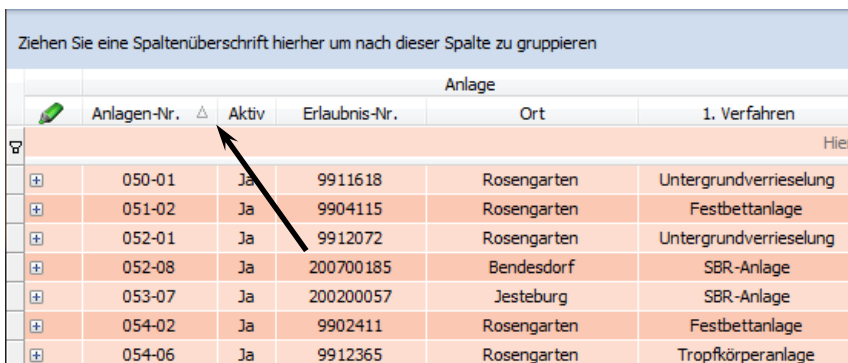 Ziehen Sie eine Spaltenüberschrift hierher um nach dieser Spalte zu gruppieren
Anlage
Anlagen-Nr. Aktiv Erlaubnis-Nr. Ort 1. Verfahren
Hie
050-01 Ja 9911618 Rosengarten Untergrundverrieselung
051-02 Ja 9904115 Rosengarten Festbettanlage
052-01 Ja 9912072 Rosengarten Untergrundverrieselung
052-08 Ja 200700185 Bendesdorf SBR-Anlage
053-07 Ja 200200057 Jesteburg SBR-Anlage
054-02 Ja 9902411 Rosengarten Festbettanlage
054-06 Ja 9912365 Rosengarten Tropfkörperanlage